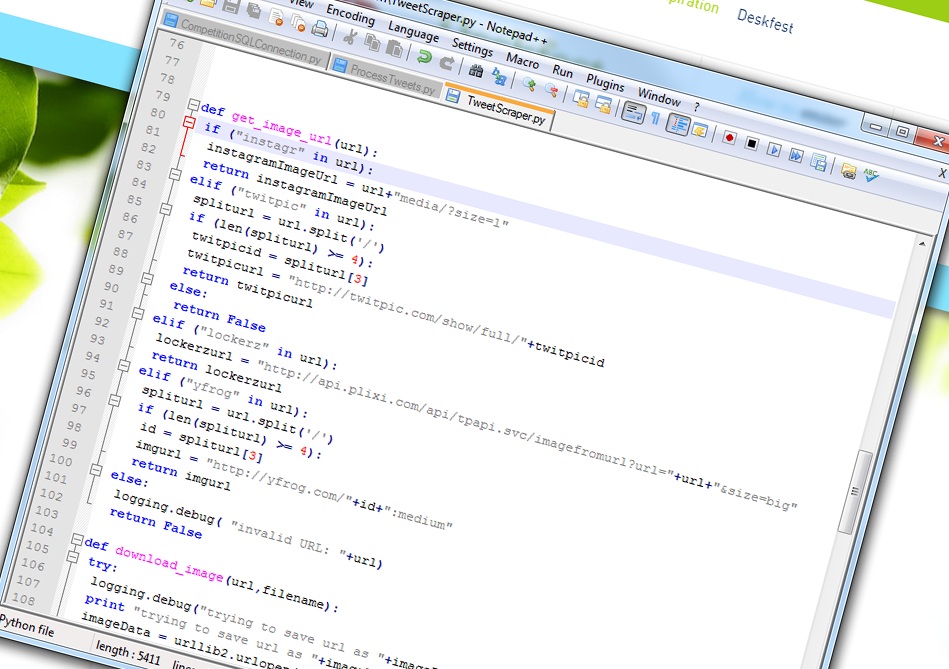 piration
Deskfest
TweetScraper.py - Notepad++
View Encoding Language Settings Macro Run Plugins Window ?
CompetitionSQLConnection.py ProcessTweets.py TweetScraper.py
76
77
78
79
80 def get_image_url(url):
81 if ("instagr" in url):
82 instagramImageUrl = url+"media/?size=l"
83 return instagramImageUrl
84 elif ("twitpic" in url):
85 spliturl = url.split('/')
86 if (len(spliturl) >= 4):
87 twitpicid = spliturl[3]
88 twitpicurl = "http://twitpic.com/show/full/"+twitpicid
89 return twitpicurl
90 else:
91 return False
92 elif ("lockerz" in url):
93 lockerzurl = "http://api.plixi.com/api/tpapi.svc/imagefromurl?url="+url+"&size=big"
94 return lockerzurl
95 elif ("yfrog" in url):
96 spliturl = url.split('/')
97 if (len(spliturl) >= 4):
98 id = spliturl[3]
99 imgurl = "http://yfrog.com/"+id+":medium"
100 return imgurl
101 else:
102 logging.debug( "invalid URL: "+url)
103 return False
104
105 def download_image(url,filename):
106 try:
107 logging.debug("trying to save url as "+image
108 print "trying to save url as "+imag
imageData = urllib2.urlope
Python file
length : 5411 lines